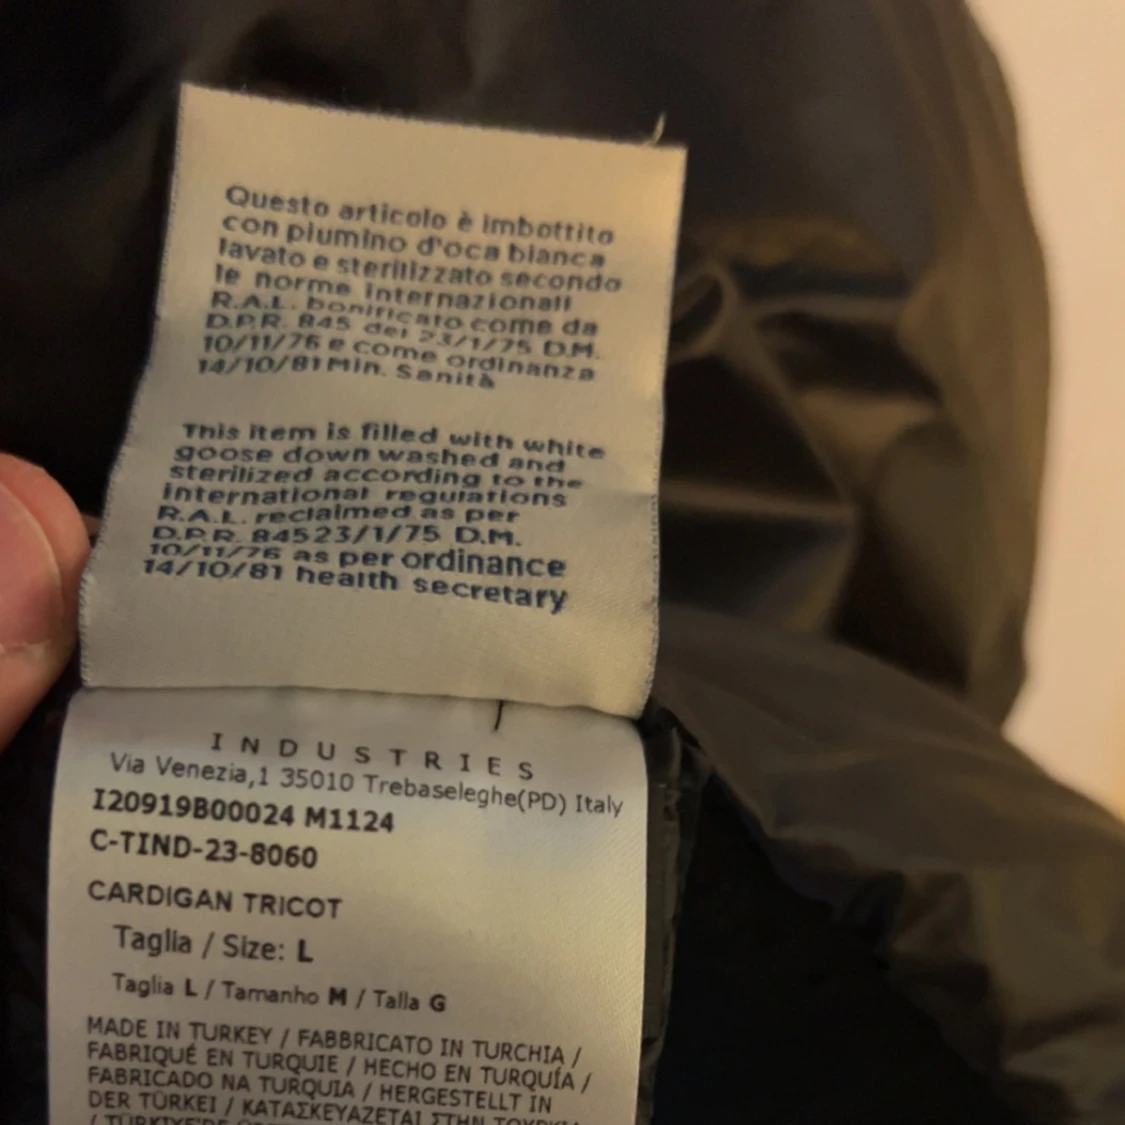 Questo articolo è imbottito
con piumino d'oca bianca
lavato e sterilizzato secondo
le norme internazionali
R.A.L. bonificato come da
D.P.R. 845 del 23/1/75 D.M.
10/11/76 e come ordinanza
14/10/81 Min. Sanità
This item is filled with white
goose down washed and
sterilized according to the
international regulations
R.A.L. reclaimed as per
D.P.R. 84523/1/75 D.M.
10/11/76 as per ordinance
14/10/81 health secretary
INDUSTRIES
Via Venezia,1 35010 Trebaseleghe(PD) Italy
I20919B00024 M1124
C-TIND-23-8060
CARDIGAN TRICOT
Taglia / Size: L
Taglia L / Tamanho M / Talla G
MADE IN TURKEY / FABBRICATO IN TURCHIA /
FABRIQUÉ EN TURQUIE / HECHO EN TURQUÍA /
FABRICADO NA TURQUIA / HERGESTELLT IN
DER TÜRKEI / ΚΑΤΑΣΚΕΥΑΖΕΤΑΙ ΣΤΗΝ ΤΟΥΡΚΙΑ